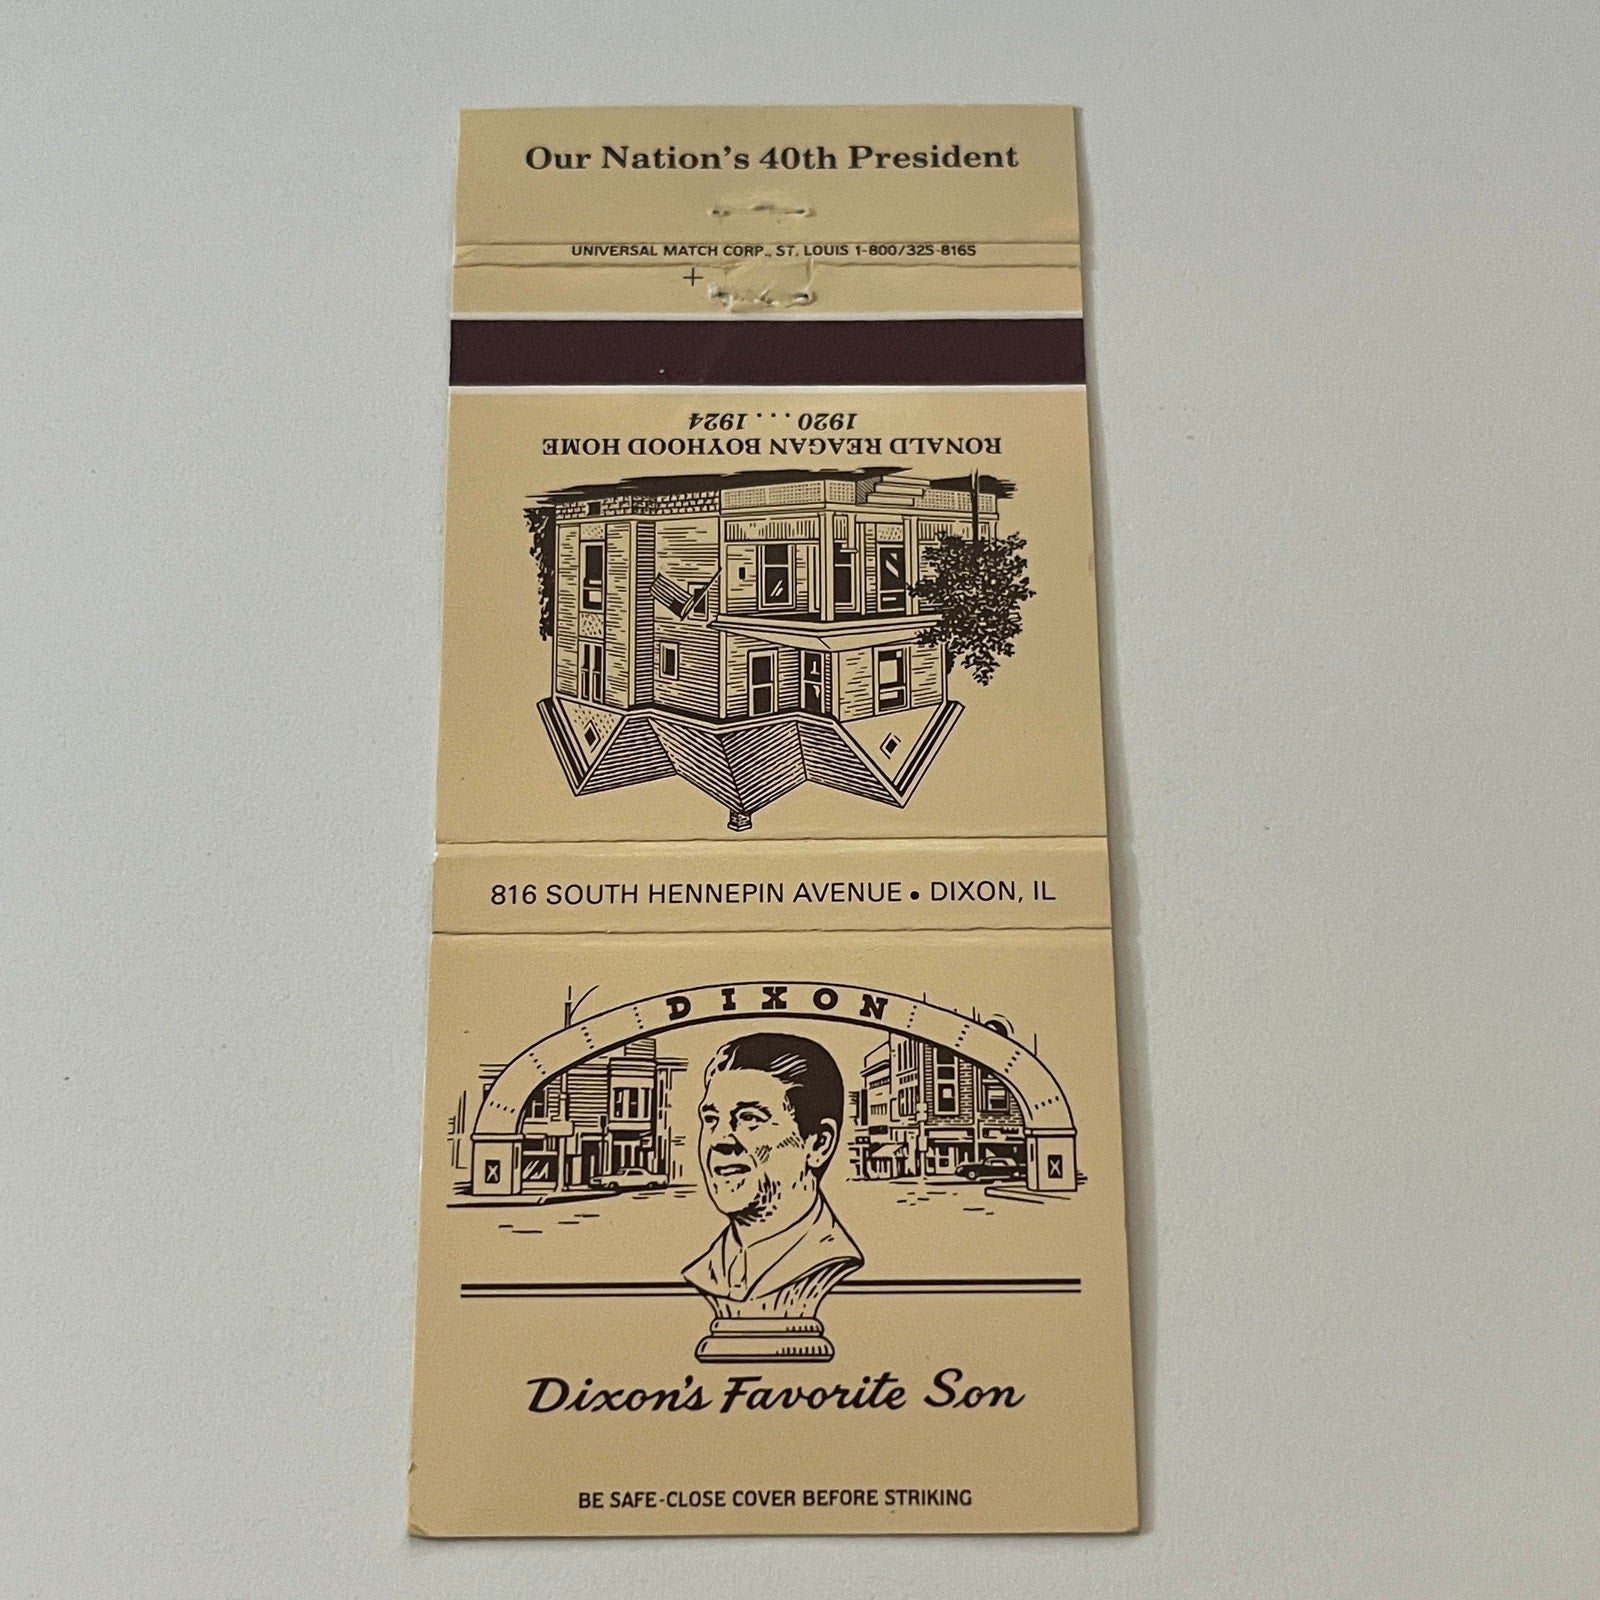 Our Nation's 40th President
UNIVERSAL MATCH CORP., ST. LOUIS 1-800/325-8165
RONALD REAGAN BOYHOOD HOME
1920 . . . 1924
816 SOUTH HENNEPIN AVENUE • DIXON, IL
DIXON
Dixon's Favorite Son
BE SAFE-CLOSE COVER BEFORE STRIKING